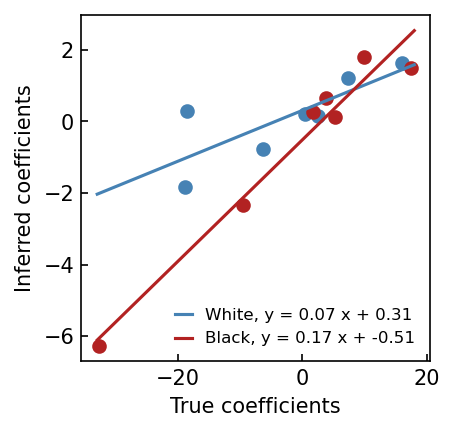 Inferred coefficients
2
0
−2
−4
−6
White, y = 0.07 x + 0.31
Black, y = 0.17 x + -0.51
−20 0 20
True coefficients